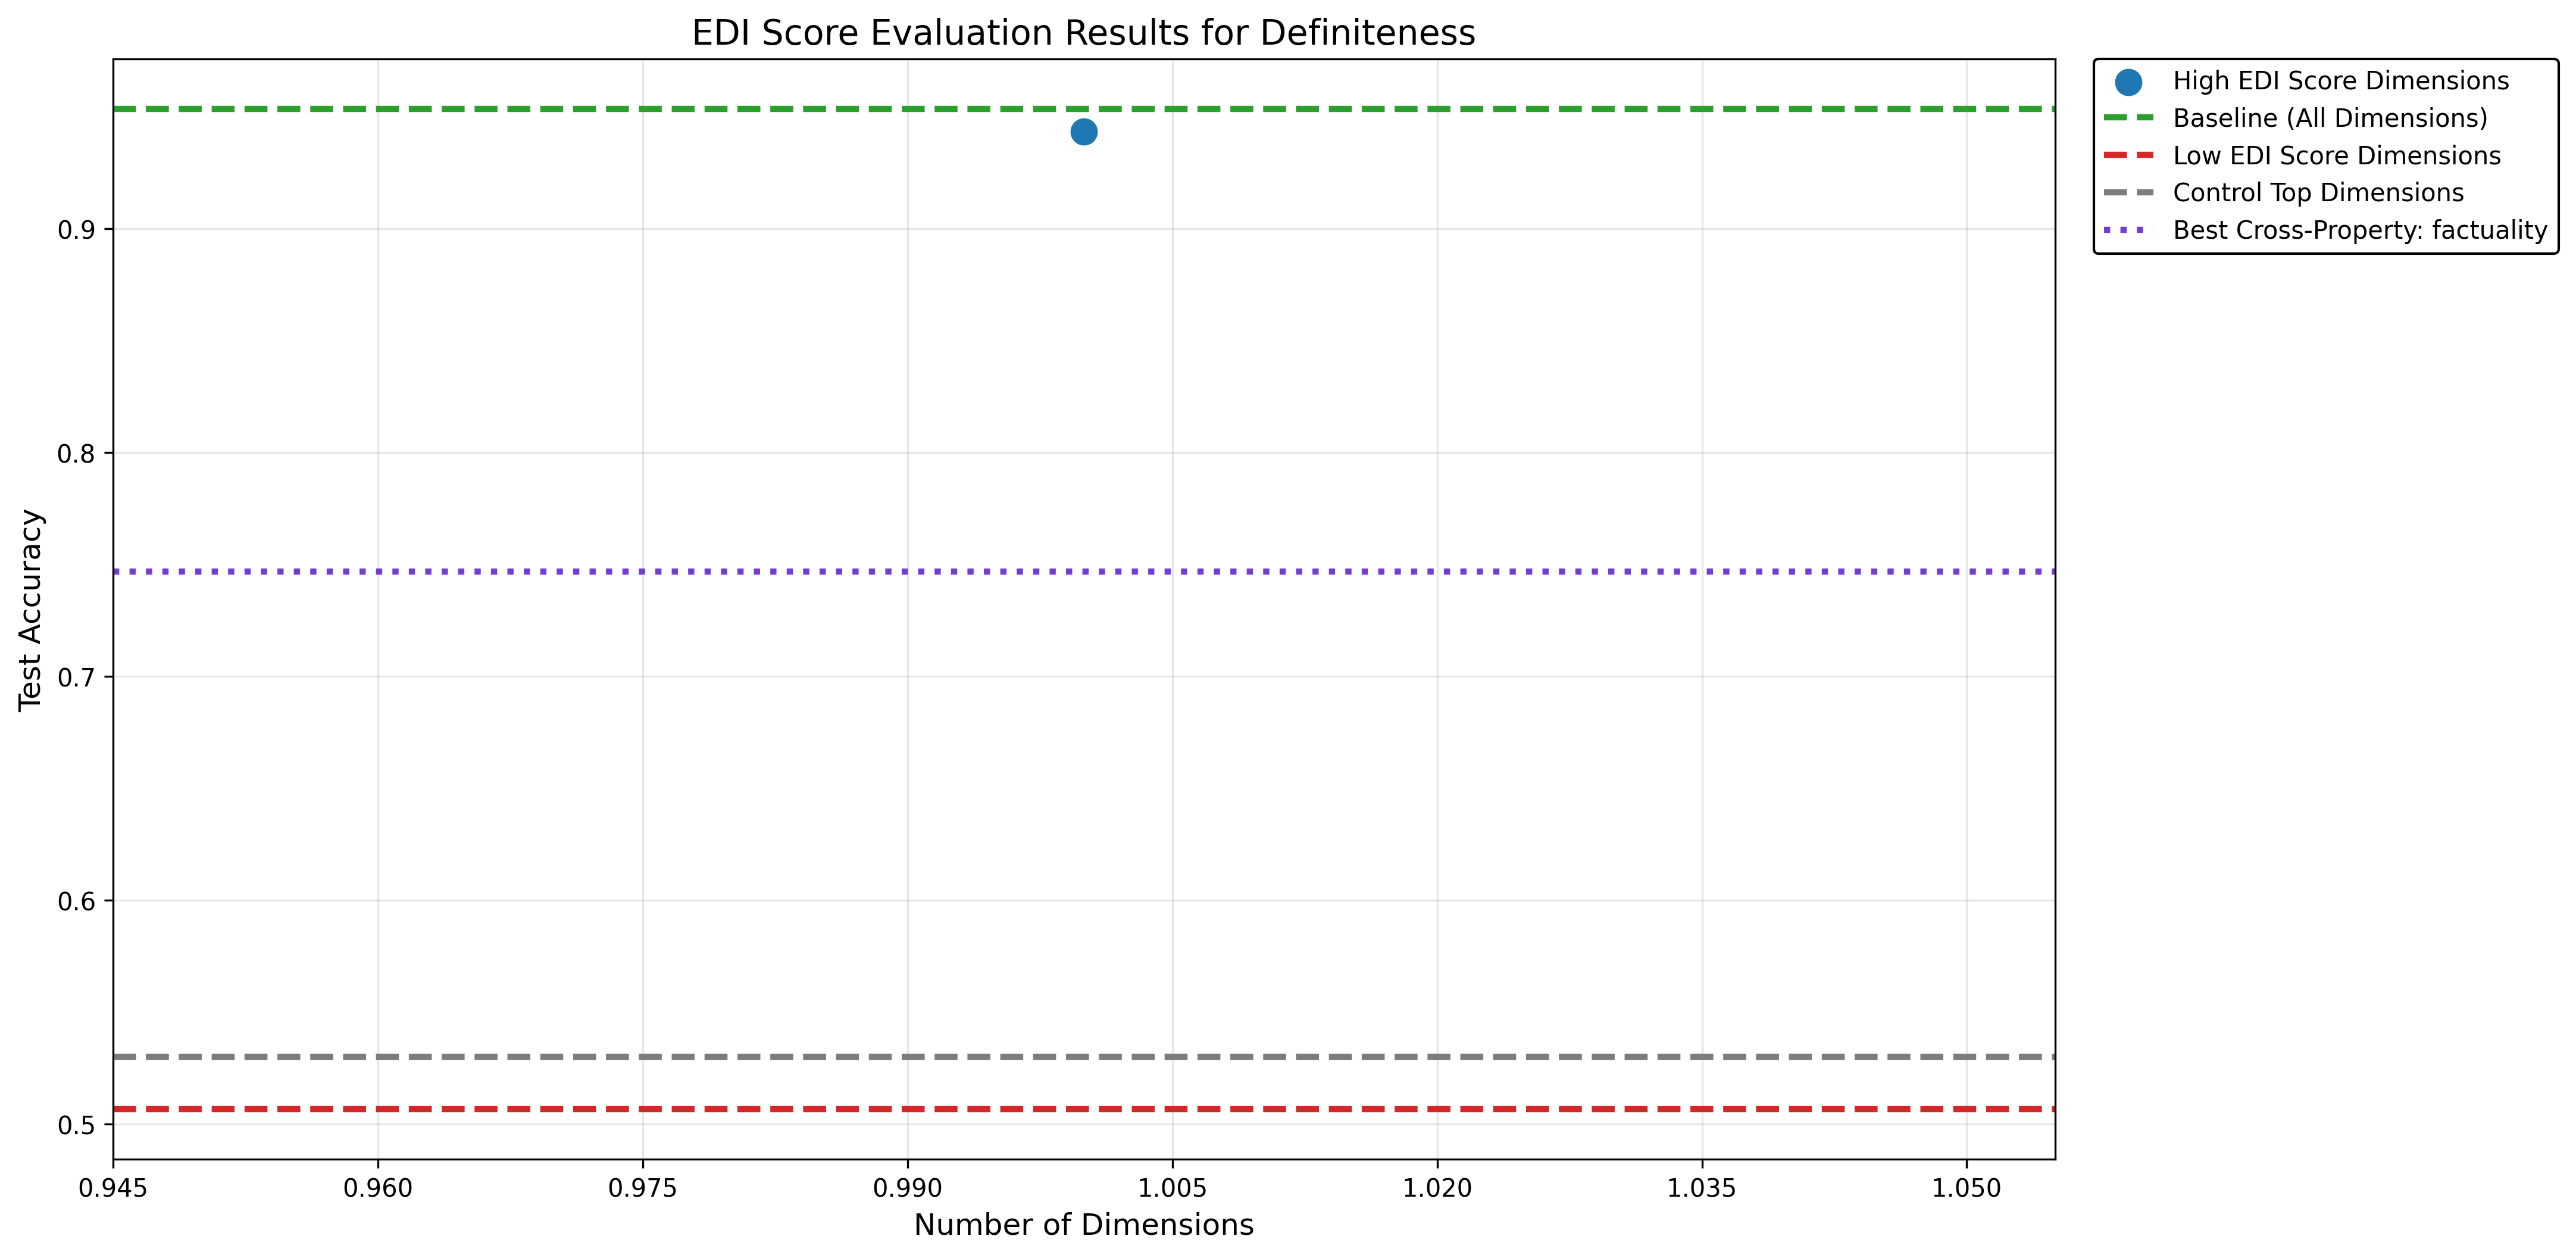 EDI Score Evaluation Results for Definiteness
High EDI Score Dimensions
Baseline (All Dimensions)
Low EDI Score Dimensions
Control Top Dimensions
Best Cross-Property: factuality
Test Accuracy
0.9
0.8
0.7
0.6
0.5
0.945 0.960 0.975 0.990 1.005 1.020 1.035 1.050
Number of Dimensions